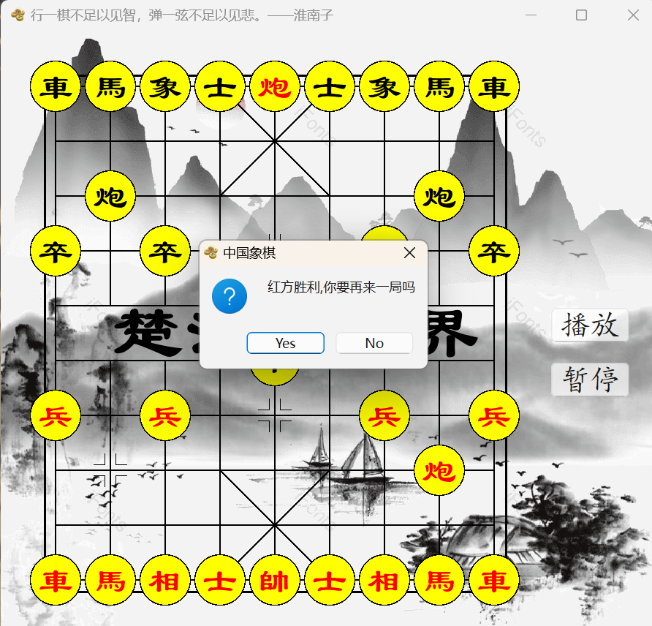 行一棋不足以见智，弹一弦不足以见悲。——淮南子
車馬象士炮士象馬車
炮 炮
卒 卒 卒
中国象棋
红方胜利,你要再来一局吗
Yes No
楚 界
播放
暂停
兵 兵 兵 兵
炮
車馬相士帥士相馬車
iFonts